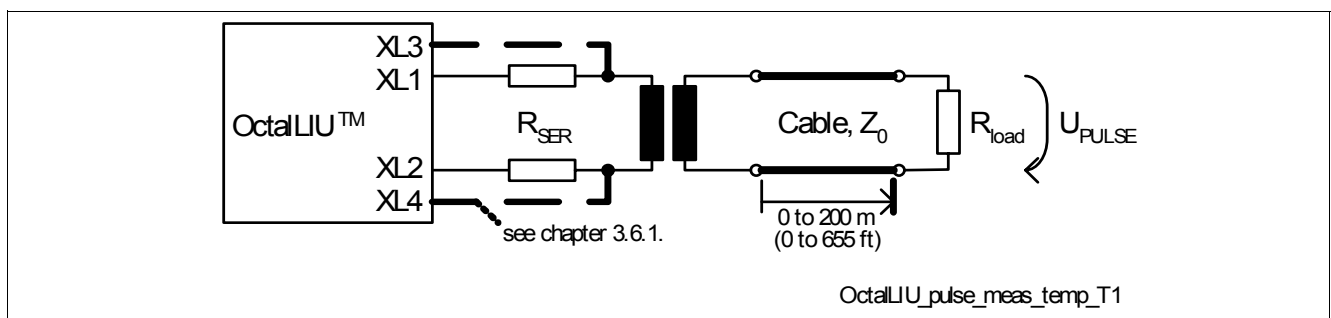 XL3
XL1
OctalLIU™
R_SER
Cable, Z_0
R_load
U_PULSE
XL2
XL4
see chapter 3.6.1.
0 to 200 m
(0 to 655 ft)
OctalLIU_pulse_meas_temp_T1